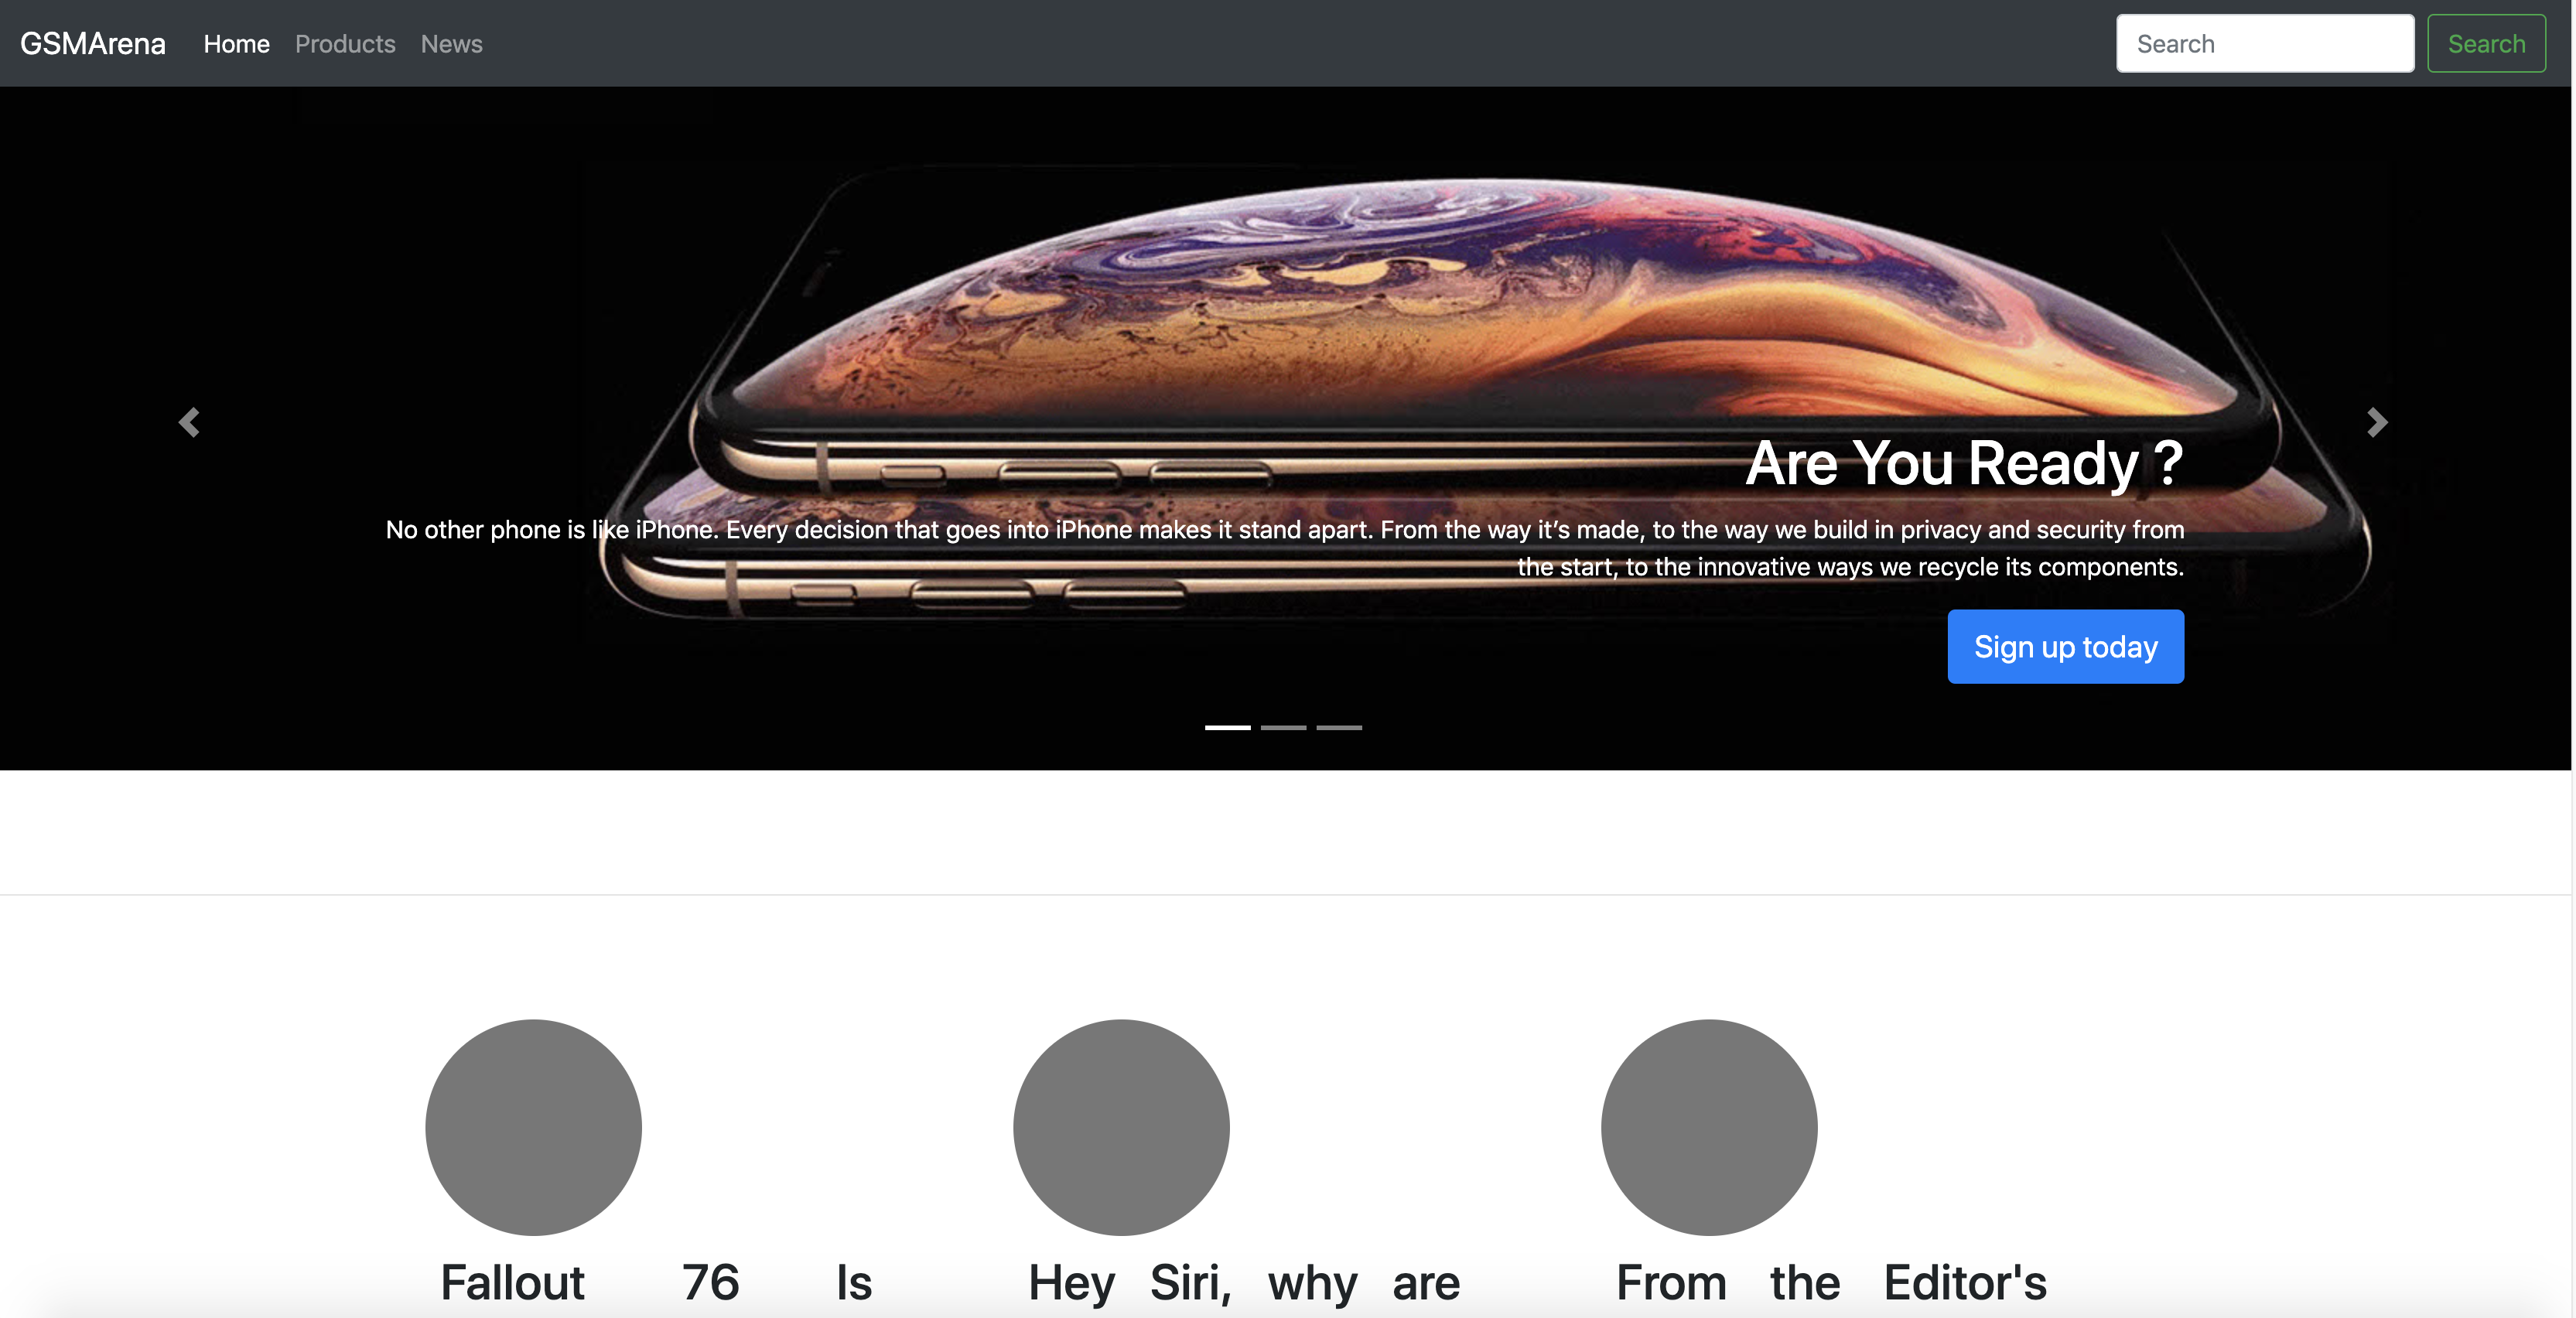 GSMArena Home Products News Search Search
Are You Ready ?
No other phone is like iPhone. Every decision that goes into iPhone makes it stand apart. From the way it’s made, to the way we build in privacy and security from
the start, to the innovative ways we recycle its components.
Sign up today
Fallout 76 Is
Hey Siri, why are
From the Editor's